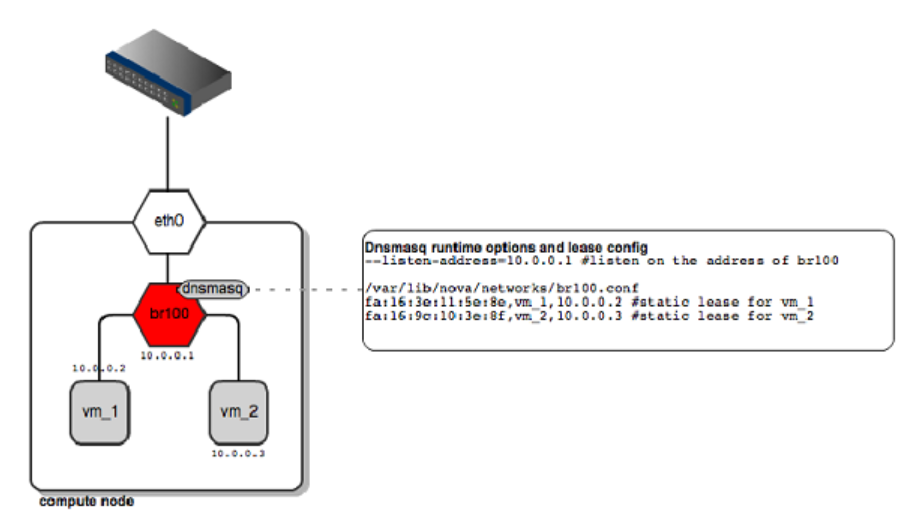 eth0
dnsmasq
br100
10.0.0.1
10.0.0.2
vm_1
vm_2
10.0.0.3
compute node
Dnsmasq runtime options and lease config
--listen-address=10.0.0.1 #listen on the address of br100
/var/lib/nova/networks/br100.conf
fa:16:3e:11:5e:8e,vm_1,10.0.0.2 #static lease for vm_1
fa:16:9c:10:3e:8f,vm_2,10.0.0.3 #static lease for vm_2